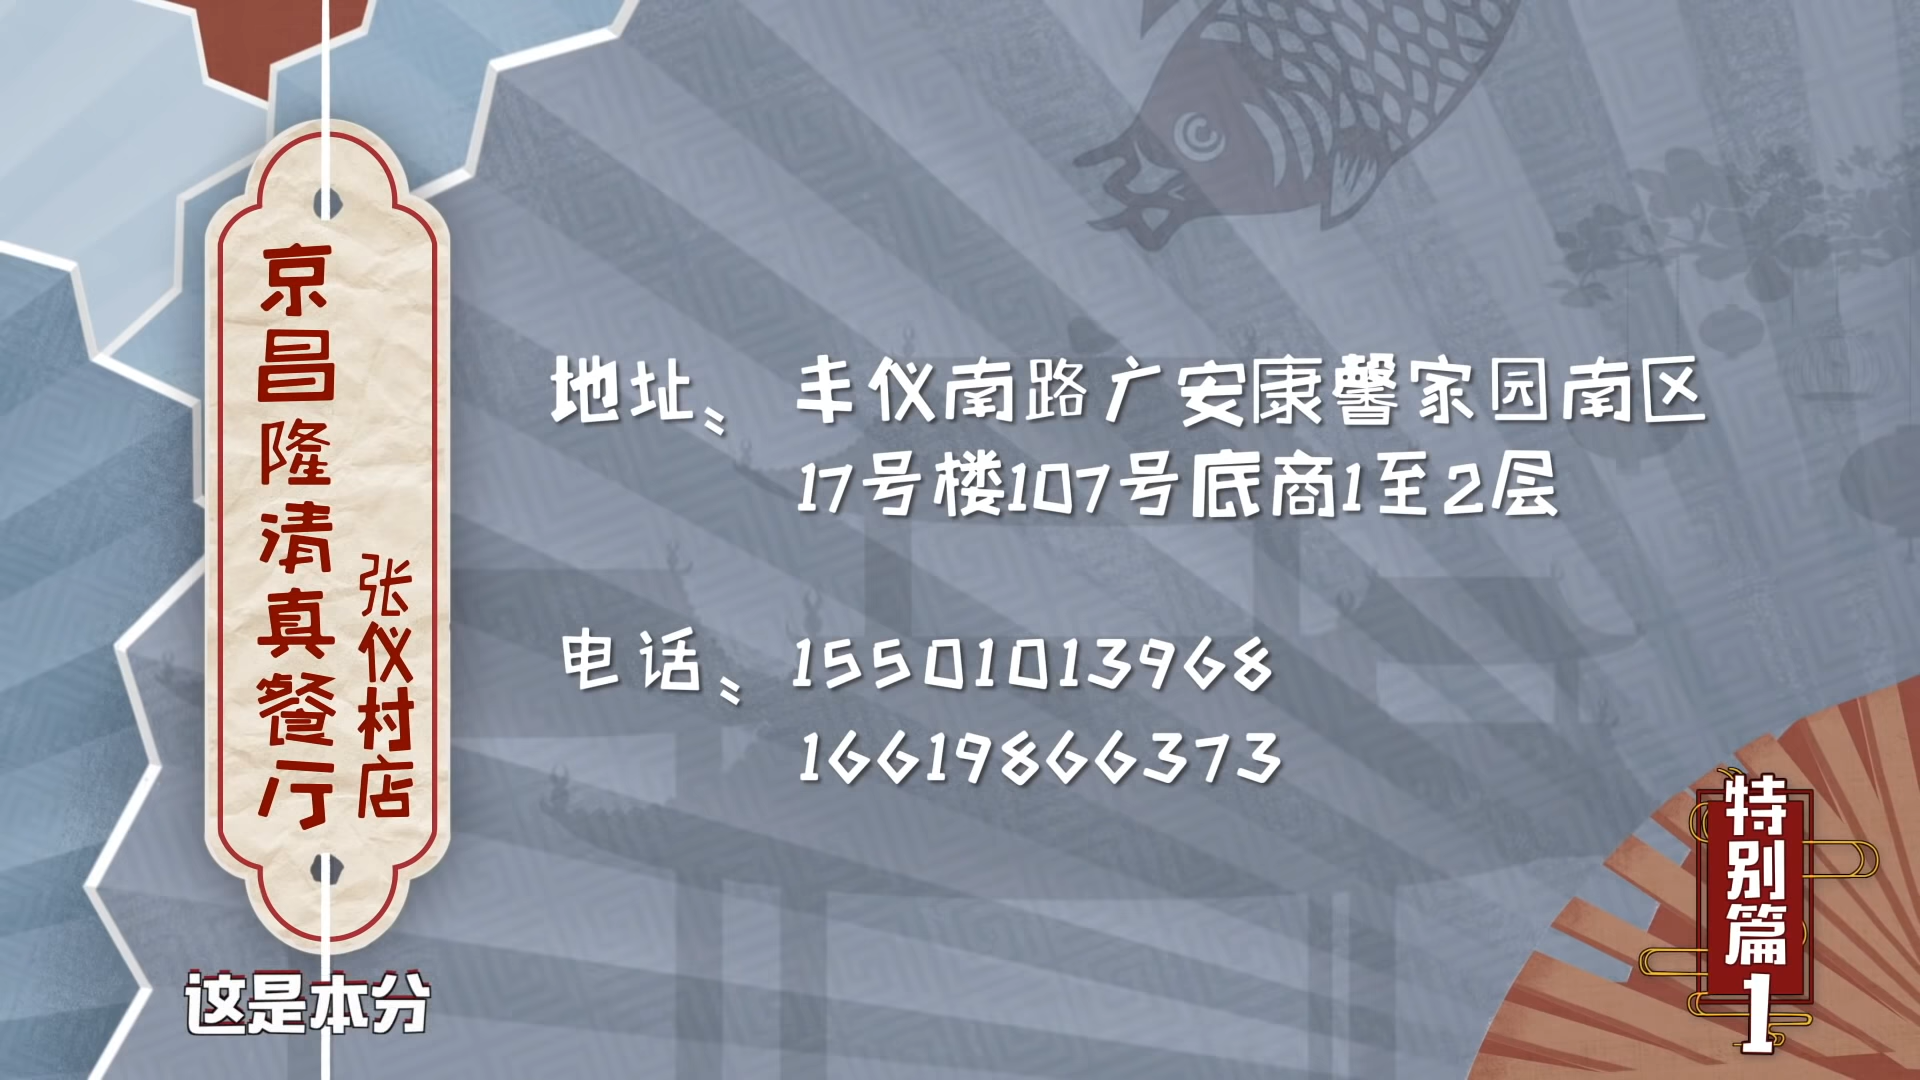 京昌隆清真餐厅
张仪村店
地址：丰仪南路广安康馨家园南区
17号楼107号底商1至2层
电话：15501013968
16619866373
这是本分
特别篇1